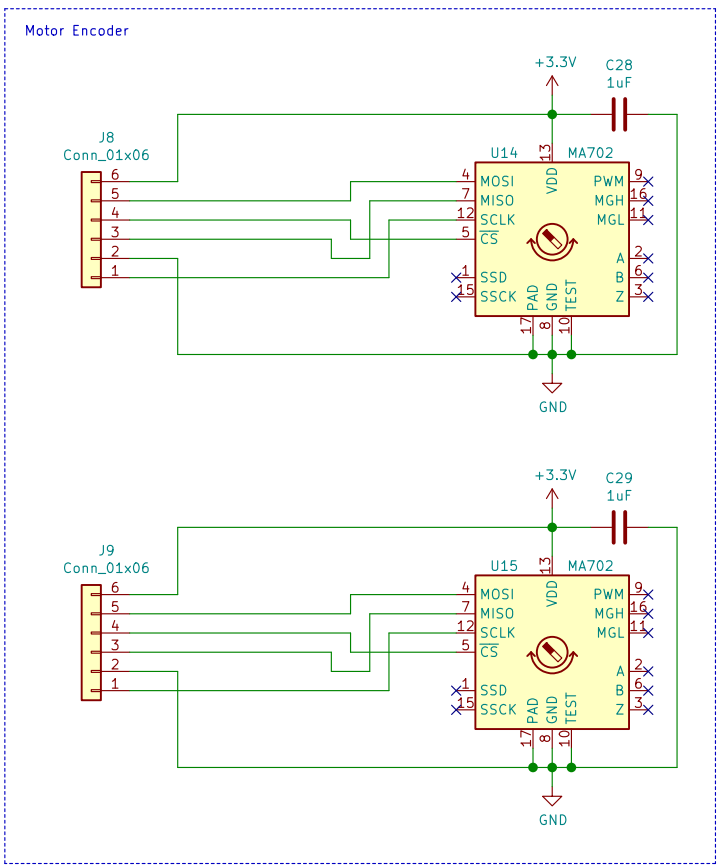 Motor Encoder
+3.3V
C28
1uF
J8
Conn_01x06
U14
MA702
13
VDD
6
5
4
3
2
1
4
7
12
5
1
15
MOSI
MISO
SCLK
CS
SSD
SSCK
PWM
MGH
MGL
A
B
Z
9
16
11
2
6
3
PAD
GND
TEST
17
8
10
GND
+3.3V
C29
1uF
J9
Conn_01x06
U15
MA702
13
VDD
6
5
4
3
2
1
4
7
12
5
1
15
MOSI
MISO
SCLK
CS
SSD
SSCK
PWM
MGH
MGL
A
B
Z
9
16
11
2
6
3
PAD
GND
TEST
17
8
10
GND